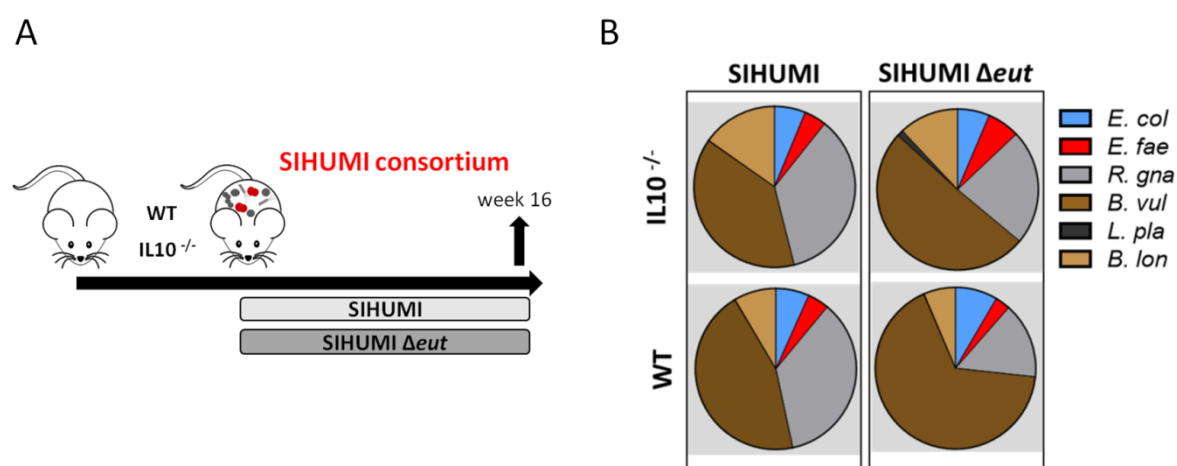 A
SIHUMI consortium
WT
IL10 -/-
week 16
SIHUMI
SIHUMI Δeut
B
SIHUMI
SIHUMI Δeut
IL10 -/-
WT
E. col
E. fae
R. gna
B. vul
L. pla
B. lon